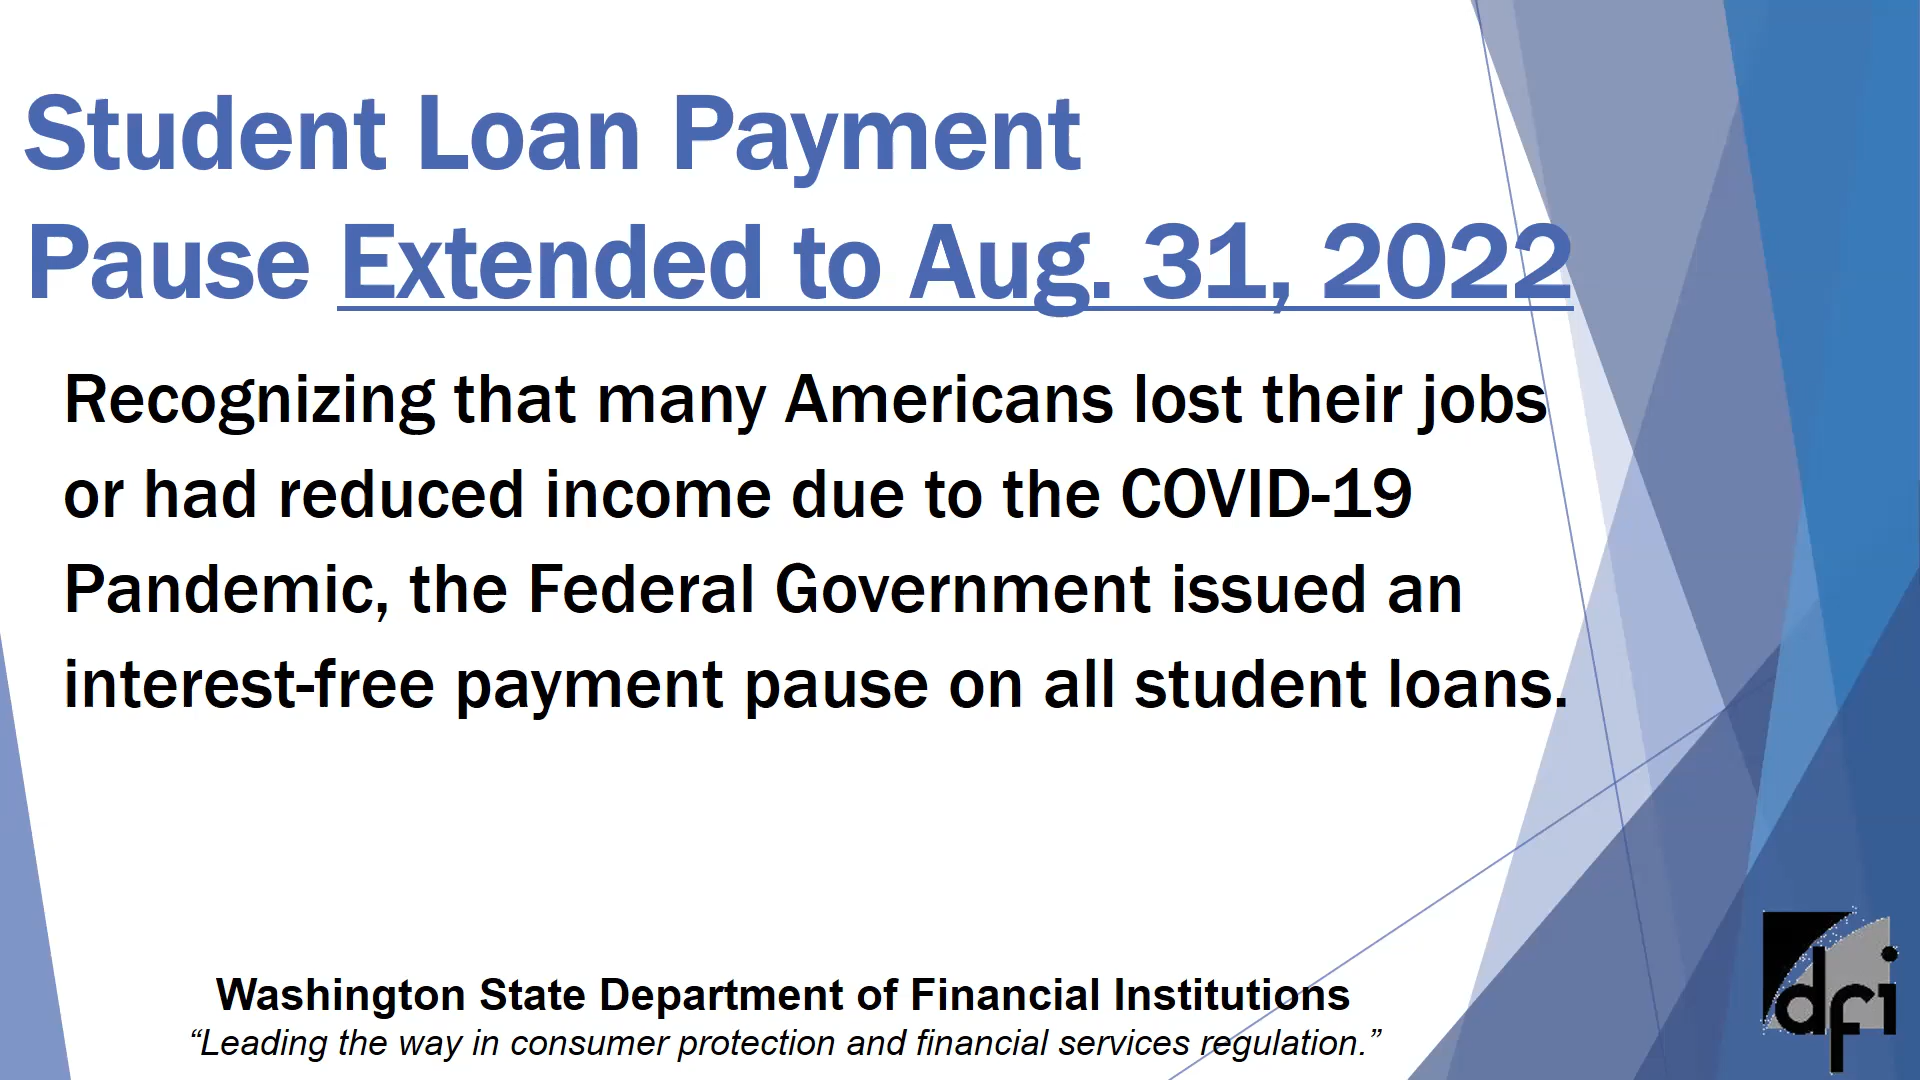 Student Loan Payment
Pause Extended to Aug. 31, 2022
Recognizing that many Americans lost their jobs
or had reduced income due to the COVID-19
Pandemic, the Federal Government issued an
interest-free payment pause on all student loans.
Washington State Department of Financial Institutions
“Leading the way in consumer protection and financial services regulation.”
dfi